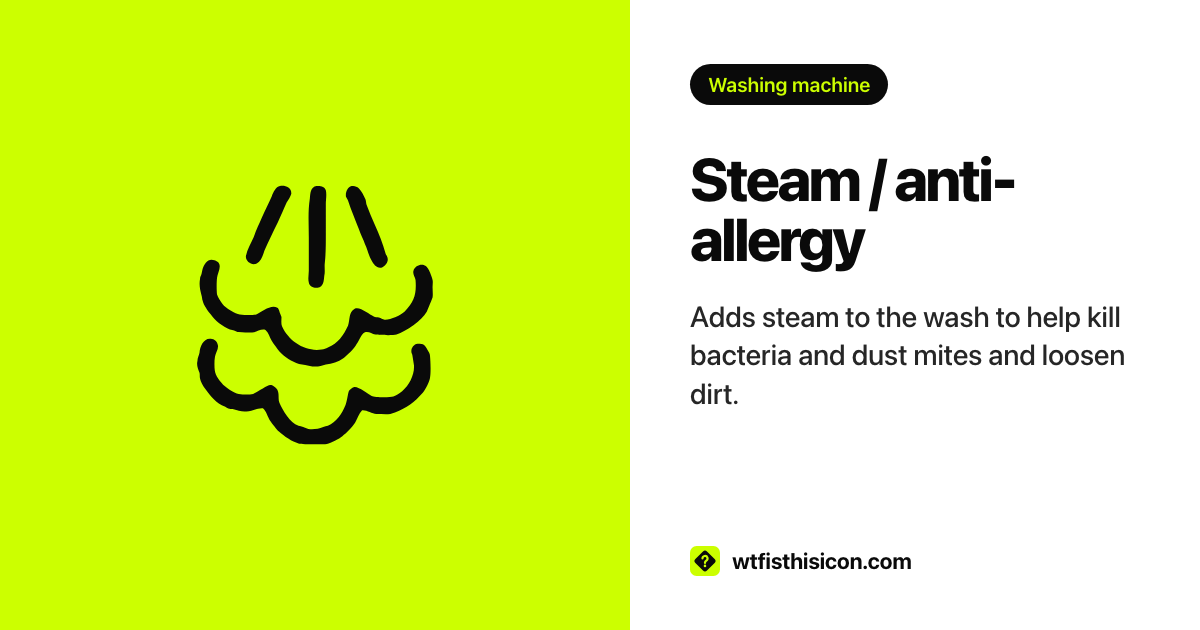 Washing machine
Steam / anti-
allergy
Adds steam to the wash to help kill
bacteria and dust mites and loosen
dirt.
?
wtfisthisicon.com